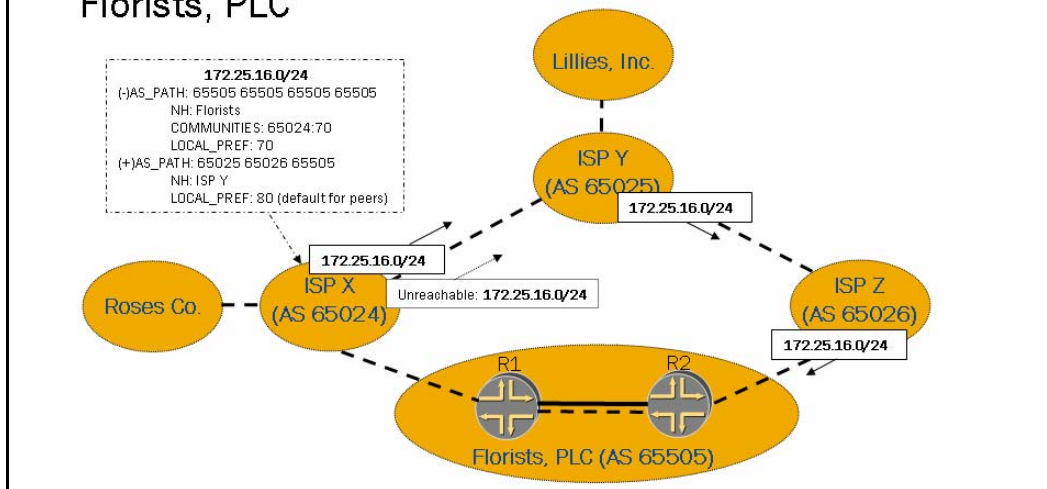 Florists, PLC
172.25.16.0/24
(-)AS_PATH: 65505 65505 65505 65505
NH: Florists
COMMUNITIES: 65024:70
LOCAL_PREF: 70
(+)AS_PATH: 65025 65026 65505
NH: ISP Y
LOCAL_PREF: 80 (default for peers)
Lillies, Inc.
ISP Y
(AS 65025)
172.25.16.0/24
172.25.16.0/24
Roses Co.
ISP X
(AS 65024)
Unreachable: 172.25.16.0/24
ISP Z
(AS 65026)
172.25.16.0/24
R1
R2
Florists, PLC (AS 65505)